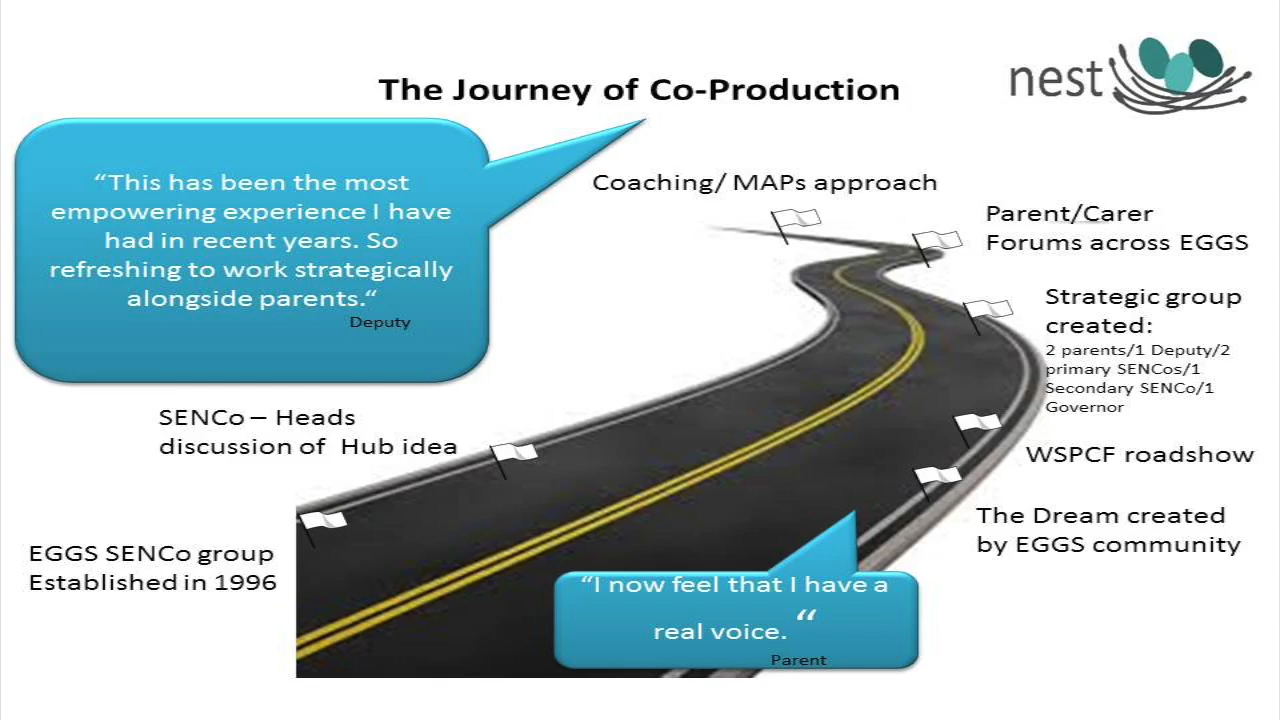 The Journey of Co-Production
nest
“This has been the most
empowering experience I have
had in recent years. So
refreshing to work strategically
alongside parents.“
Deputy
Coaching/ MAPs approach
Parent/Carer
Forums across EGGS
Strategic group
created:
2 parents/1 Deputy/2
primary SENCos/1
Secondary SENCo/1
Governor
SENCo – Heads
discussion of Hub idea
WSPCF roadshow
The Dream created
by EGGS community
EGGS SENCo group
Established in 1996
“I now feel that I have a
real voice. “
Parent